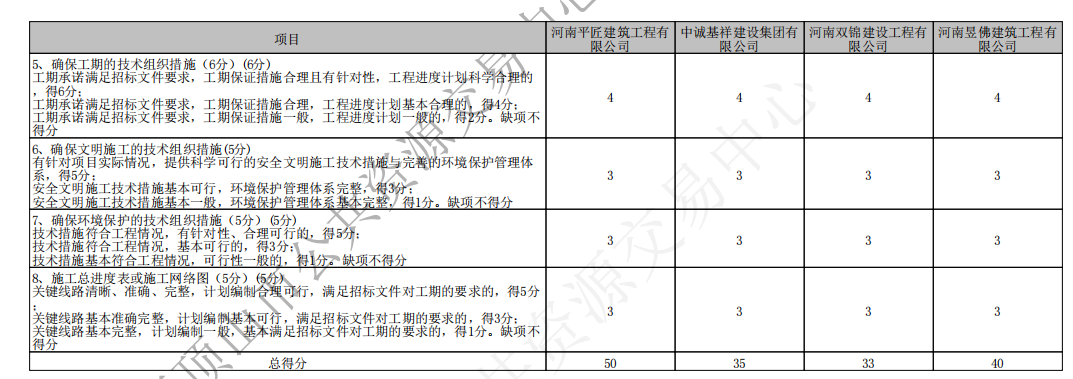 项目
河南平匠建筑工程有
限公司
中诚基祥建设集团有
限公司
河南双锦建设工程有
限公司
河南昱佛建筑工程有
限公司
5、确保工期的技术组织措施（6分）(6分)
工期承诺满足招标文件要求，工期保证措施合理且有针对性，工程进度计划科学合理的
，得6分；
工期承诺满足招标文件要求，工期保证措施合理，工程进度计划基本合理的，得4分；
工期承诺满足招标文件要求，工期保证措施一般，工程进度计划一般的，得2分。缺项不
得分
4
4
4
4
6、确保文明施工的技术组织措施(5分)
有针对项目实际情况，提供科学可行的安全文明施工技术措施与完善的环境保护管理体
系，得5分；
安全文明施工技术措施基本可行，环境保护管理体系完整，得3分；
安全文明施工技术措施基本一般，环境保护管理体系基本完整，得1分。缺项不得分
3
3
3
3
7、确保环境保护的技术组织措施（5分）(5分)
技术措施符合工程情况，有针对性、合理可行的，得5分；
技术措施符合工程情况，基本可行的，得3分；
技术措施基本符合工程情况，可行性一般的，得1分。缺项不得分
3
3
3
3
8、施工总进度表或施工网络图（5分）(5分)
关键线路清晰、准确、完整，计划编制合理可行，满足招标文件对工期的要求的，得5分
；
关键线路基本准确完整，计划编制基本可行，满足招标文件对工期的要求的，得3分；
关键线路基本完整，计划编制一般，基本满足招标文件对工期的要求的，得1分。缺项不
得分
3
3
3
3
总得分
50
35
33
40
顶山市公共资源交易中心
共资源交易中心